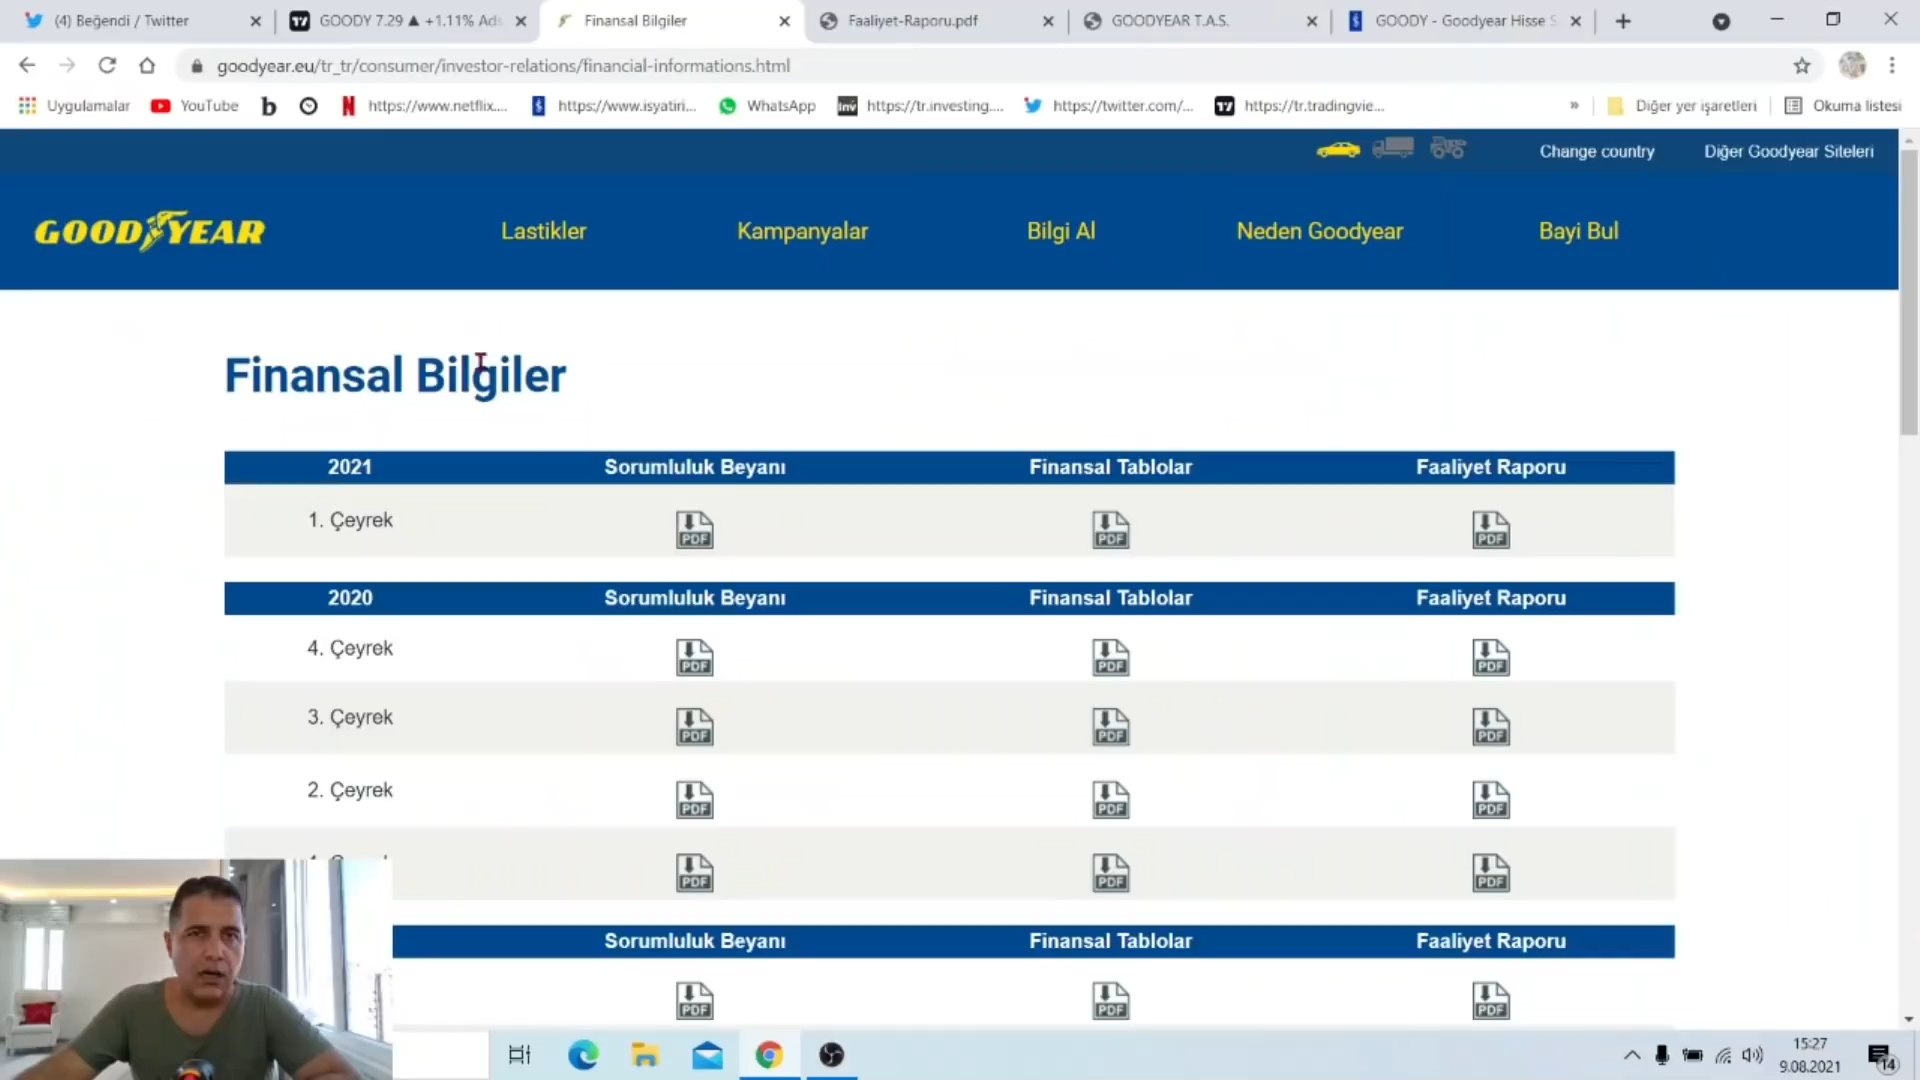 (4) Beğendi / Twitter
GOODY 7.29 ▲ +1.11% Ads
Finansal Bilgiler
Faaliyet-Raporu.pdf
GOODYEAR T.A.S.
GOODY - Goodyear Hisse S
goodyear.eu/tr_tr/consumer/investor-relations/financial-informations.html
Uygulamalar
YouTube
https://www.netflix....
https://www.isyatiri...
WhatsApp
https://tr.investing....
https://twitter.com/...
https://tr.tradingvie...
»
Diğer yer işaretleri
Okuma listesi
Change country
Diğer Goodyear Siteleri
GOODYEAR
Lastikler
Kampanyalar
Bilgi Al
Neden Goodyear
Bayi Bul
Finansal Bilgiler
2021 Sorumluluk Beyanı Finansal Tablolar Faaliyet Raporu
1. Çeyrek PDF PDF PDF
2020 Sorumluluk Beyanı Finansal Tablolar Faaliyet Raporu
4. Çeyrek PDF PDF PDF
3. Çeyrek PDF PDF PDF
2. Çeyrek PDF PDF PDF
PDF PDF PDF
Sorumluluk Beyanı Finansal Tablolar Faaliyet Raporu
PDF PDF PDF
15:27
9.08.2021
14